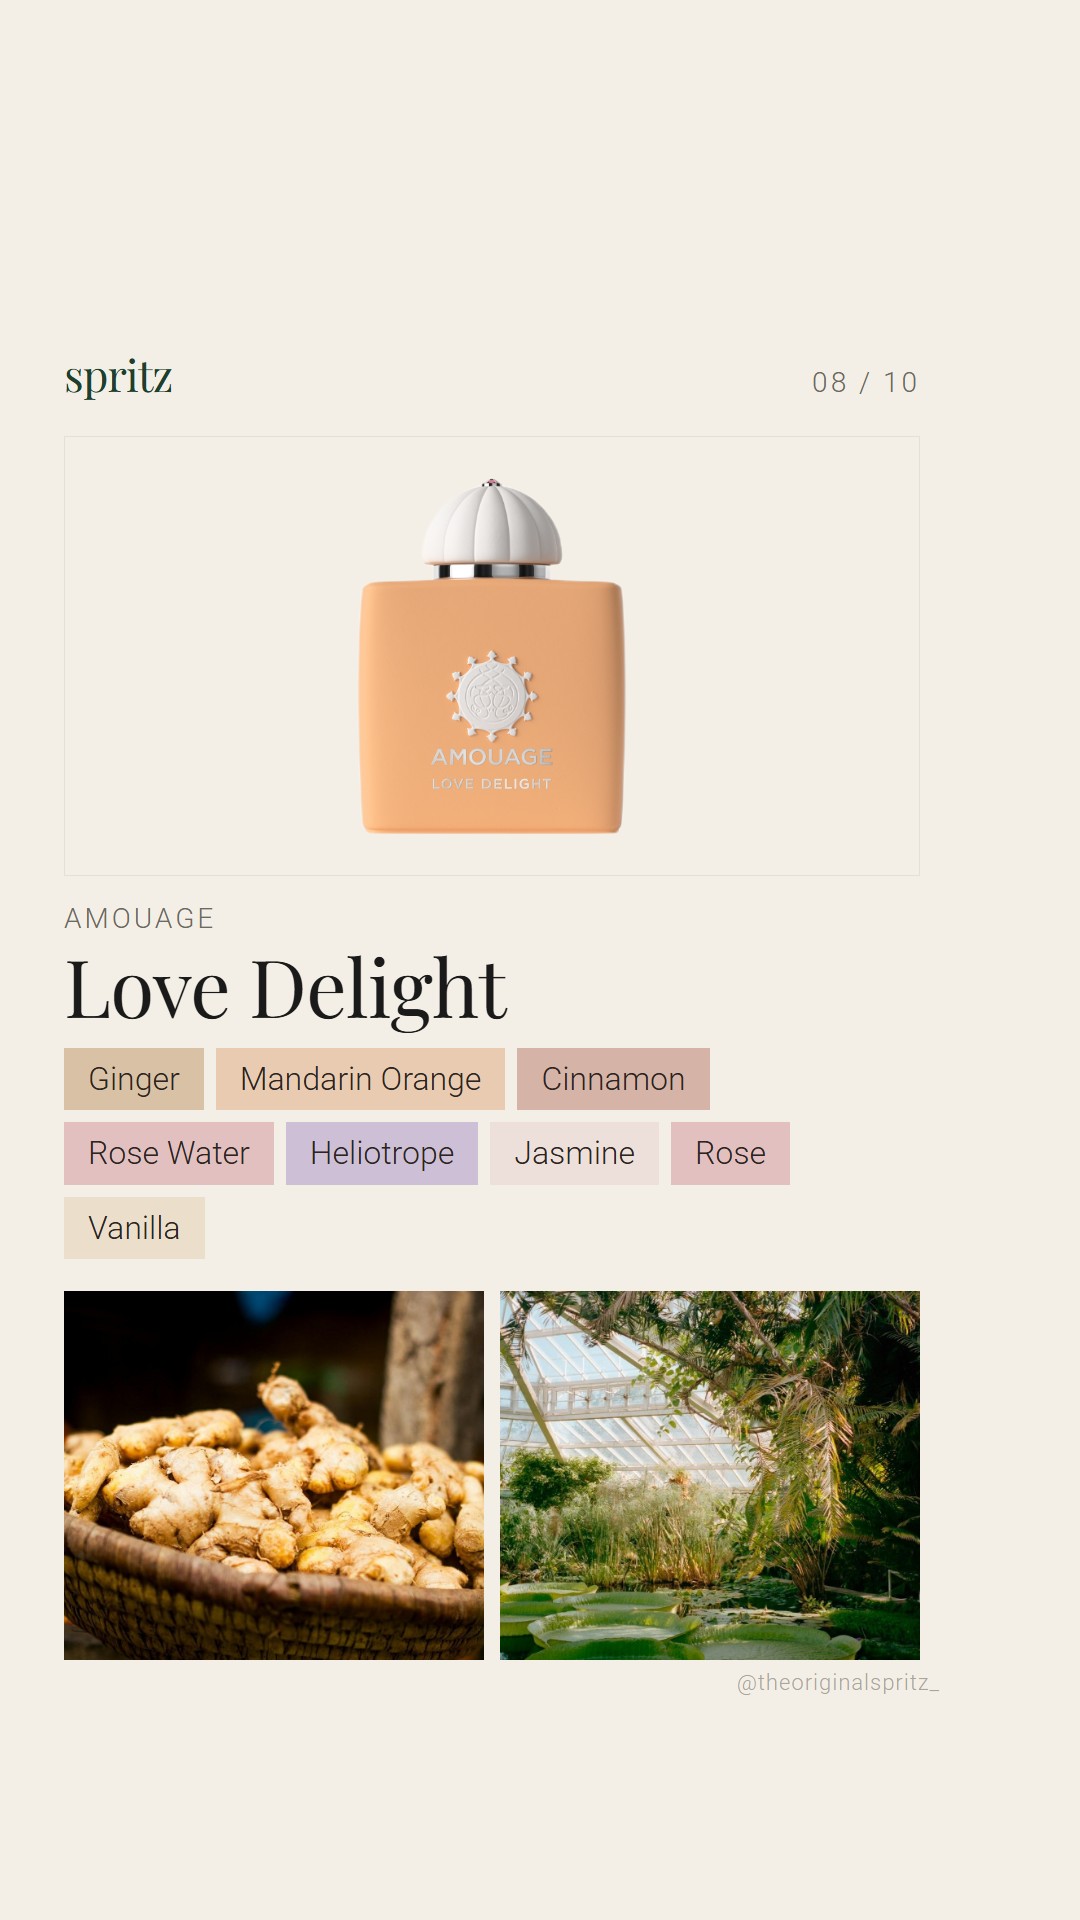 spritz
08 / 10
AMOUAGE
LOVE DELIGHT
AMOUAGE
Love Delight
Ginger Mandarin Orange Cinnamon
Rose Water Heliotrope Jasmine Rose
Vanilla
@theoriginalspritz_